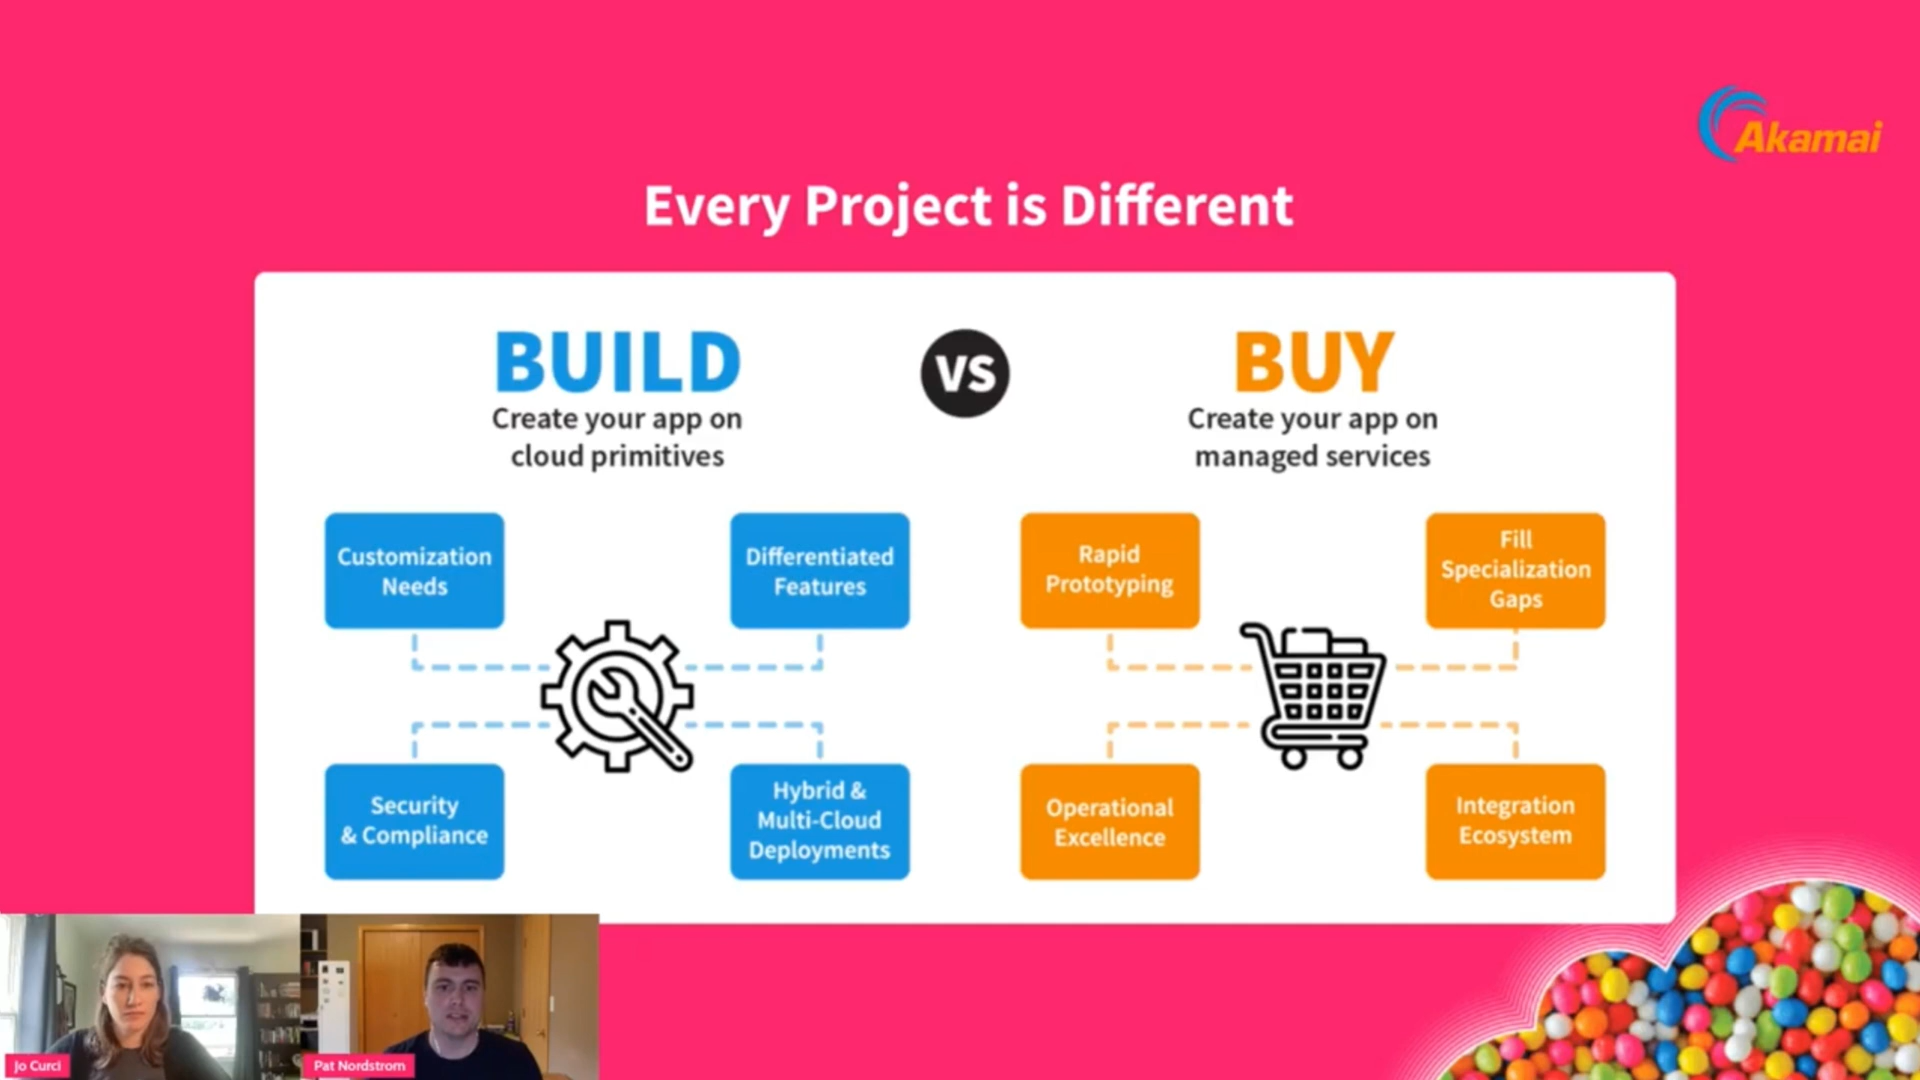 Akamai
Every Project is Different
BUILD
Create your app on
cloud primitives
VS
BUY
Create your app on
managed services
Customization
Needs
Differentiated
Features
Security
& Compliance
Hybrid &
Multi-Cloud
Deployments
Rapid
Prototyping
Fill
Specialization
Gaps
Operational
Excellence
Integration
Ecosystem
Jo Curci
Pat Nordstrom